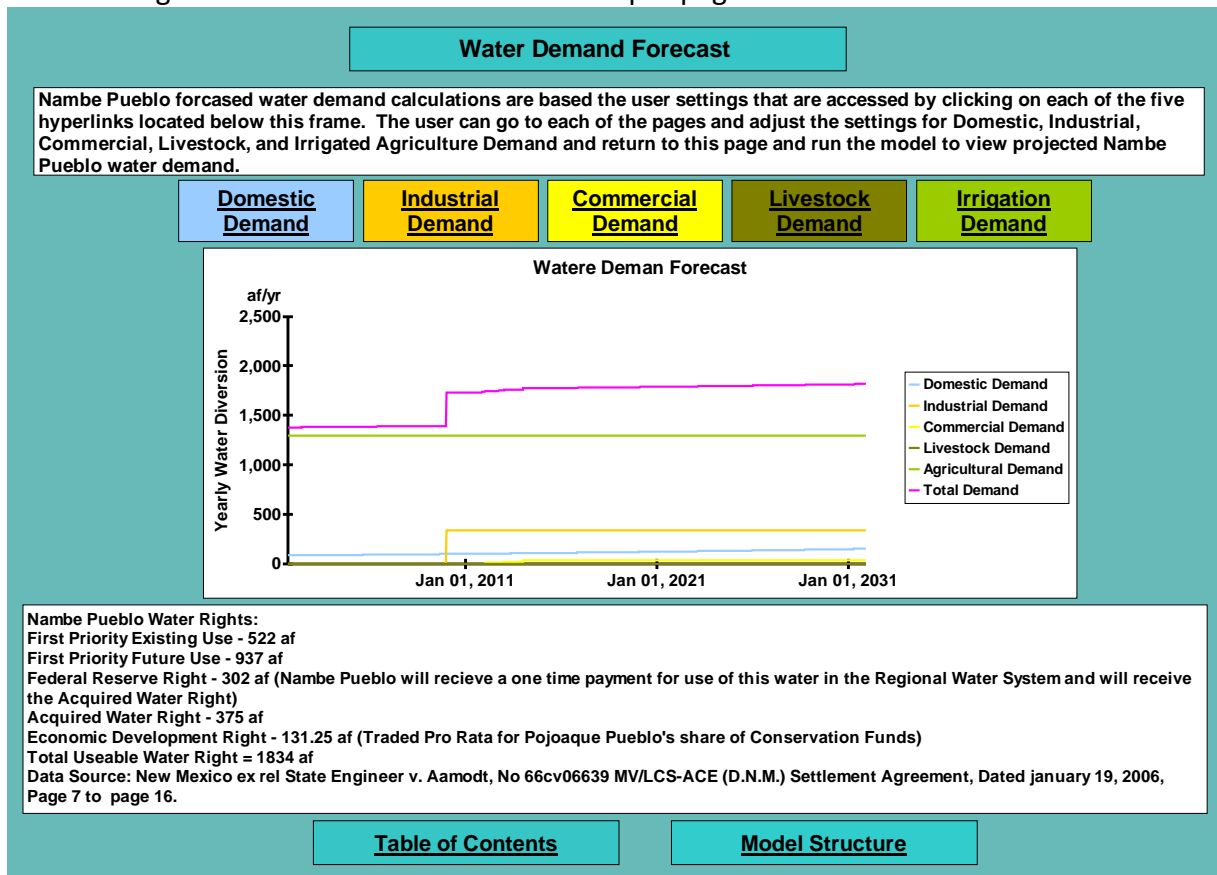 Water Demand Forecast
Nambe Pueblo forcased water demand calculations are based the user settings that are accessed by clicking on each of the five
hyperlinks located below this frame. The user can go to each of the pages and adjust the settings for Domestic, Industrial,
Commercial, Livestock, and Irrigated Agriculture Demand and return to this page and run the model to view projected Nambe
Pueblo water demand.
Domestic
Demand
Industrial
Demand
Commercial
Demand
Livestock
Demand
Irrigation
Demand
Watere Deman Forecast
af/yr
2,500
2,000
1,500
1,000
500
0
Yearly Water Diversion
Jan 01, 2011
Jan 01, 2021
Jan 01, 2031
Domestic Demand
Industrial Demand
Commercial Demand
Livestock Demand
Agricultural Demand
Total Demand
Nambe Pueblo Water Rights:
First Priority Existing Use - 522 af
First Priority Future Use - 937 af
Federal Reserve Right - 302 af (Nambe Pueblo will recieve a one time payment for use of this water in the Regional Water System and will receive
the Acquired Water Right)
Acquired Water Right - 375 af
Economic Development Right - 131.25 af (Traded Pro Rata for Pojoaque Pueblo's share of Conservation Funds)
Total Useable Water Right = 1834 af
Data Source: New Mexico ex rel State Engineer v. Aamodt, No 66cv06639 MV/LCS-ACE (D.N.M.) Settlement Agreement, Dated january 19, 2006,
Page 7 to page 16.
Table of Contents
Model Structure